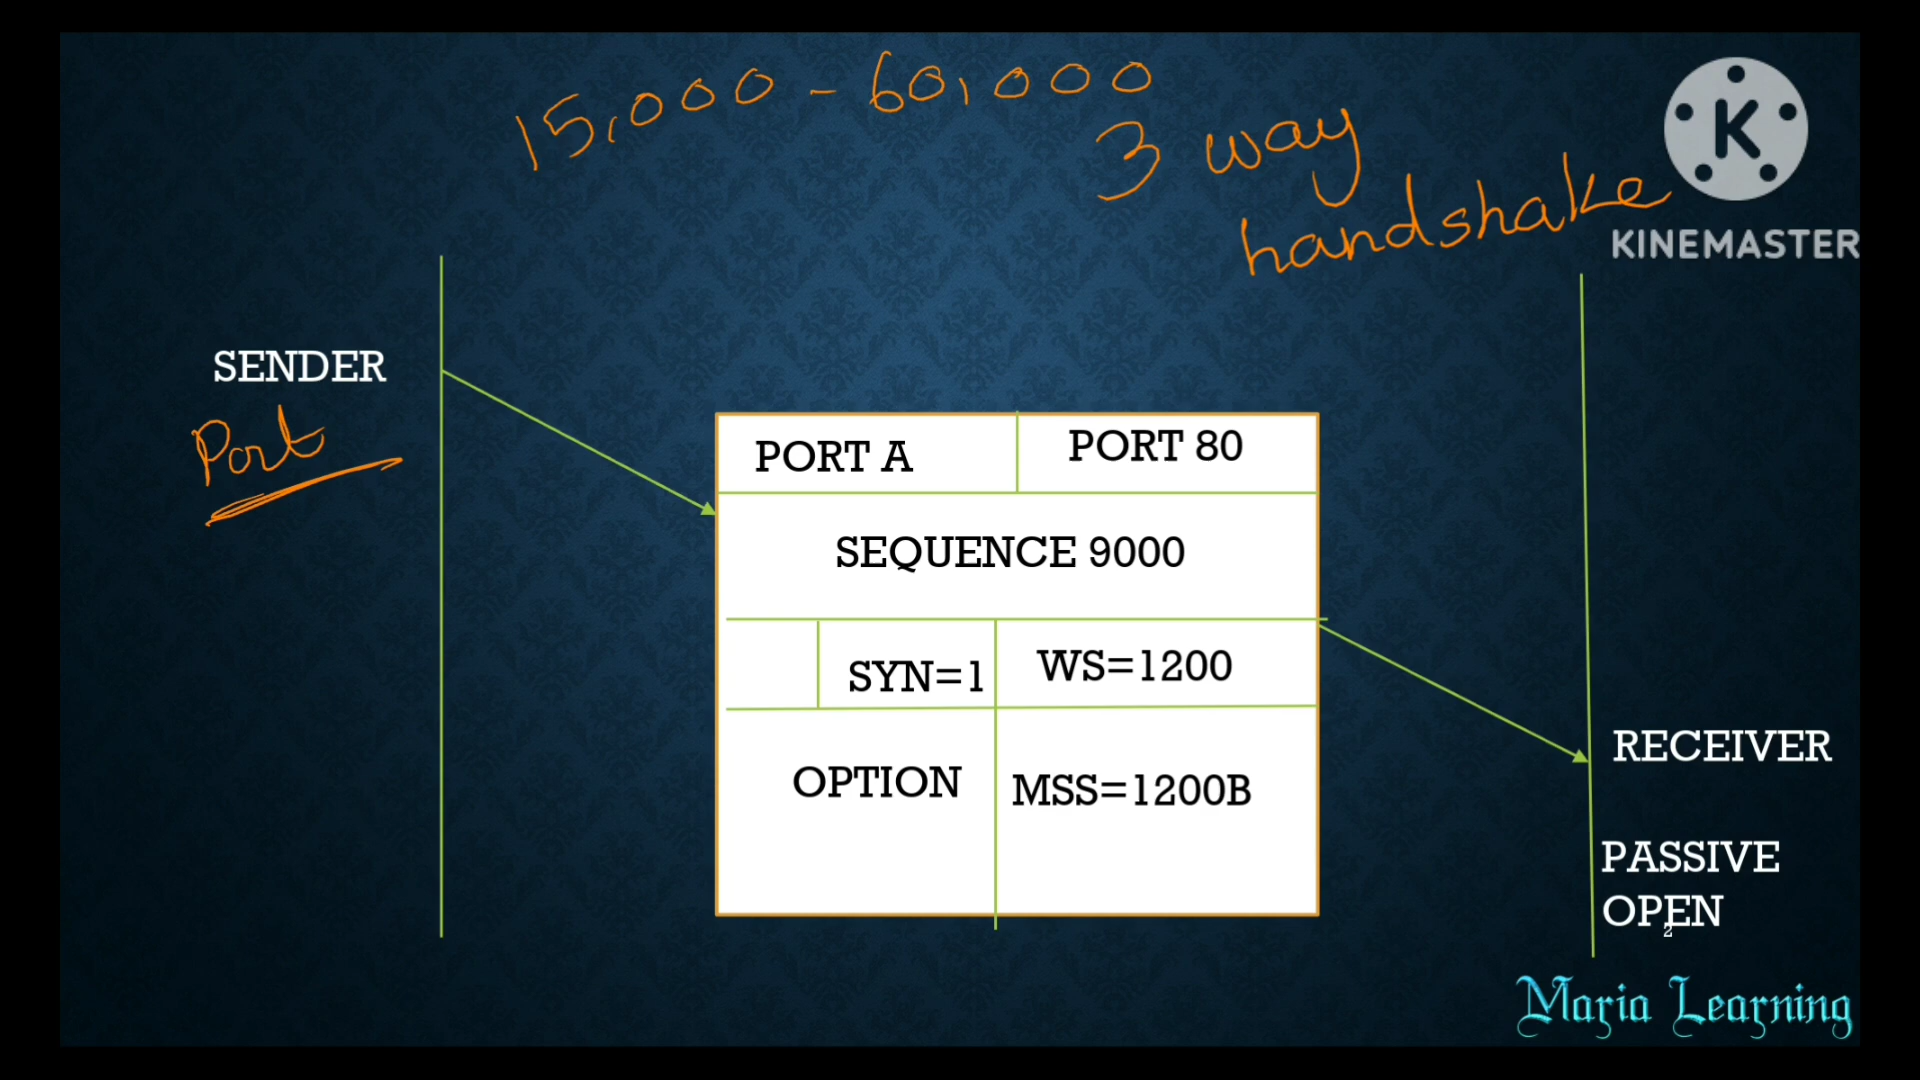 15,000 - 60,000
3 way
handshake
K
KINEMASTER
SENDER
Port
PORT A
PORT 80
SEQUENCE 9000
SYN=1
WS=1200
OPTION
MSS=1200B
RECEIVER
PASSIVE
OPEN
2
Maria Learning